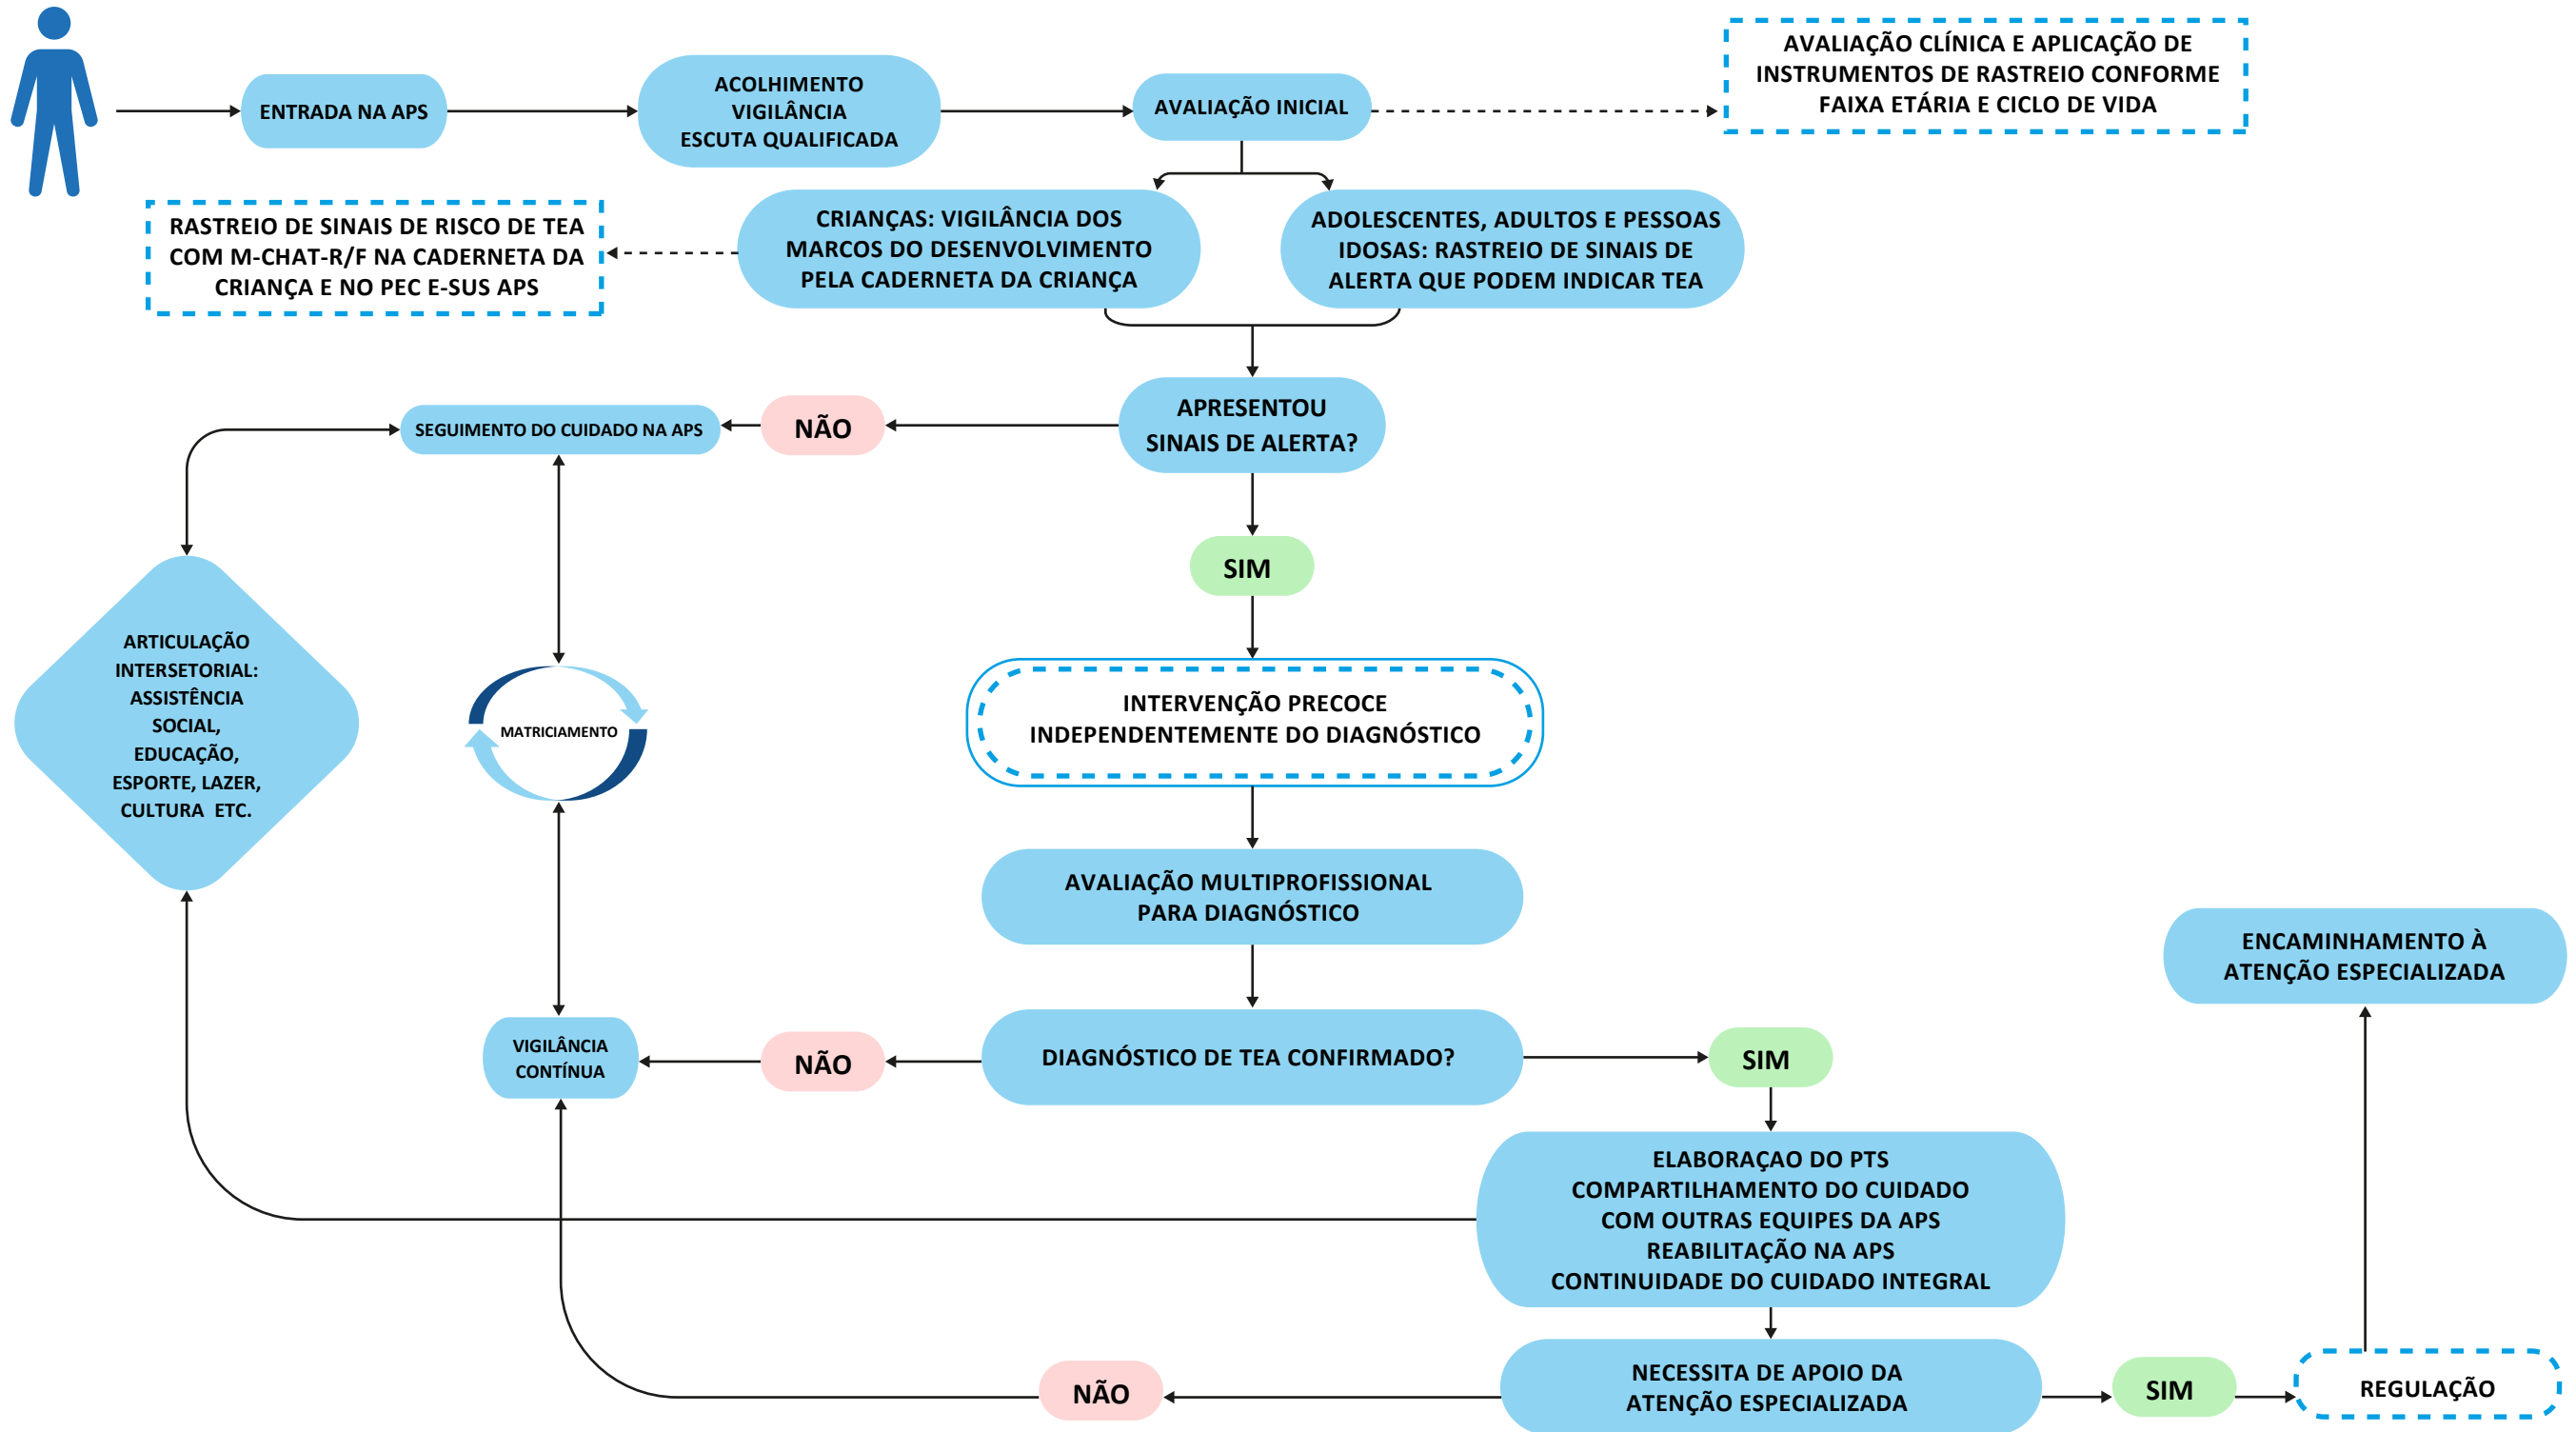 ENTRADA NA APS
ACOLHIMENTO
VIGILÂNCIA
ESCUTA QUALIFICADA
AVALIAÇÃO INICIAL
AVALIAÇÃO CLÍNICA E APLICAÇÃO DE
INSTRUMENTOS DE RASTREIO CONFORME
FAIXA ETÁRIA E CICLO DE VIDA
RASTREIO DE SINAIS DE RISCO DE TEA
COM M-CHAT-R/F NA CADERNETA DA
CRIANÇA E NO PEC E-SUS APS
CRIANÇAS: VIGILÂNCIA DOS
MARCOS DO DESENVOLVIMENTO
PELA CADERNETA DA CRIANÇA
ADOLESCENTES, ADULTOS E PESSOAS
IDOSAS: RASTREIO DE SINAIS DE
ALERTA QUE PODEM INDICAR TEA
SEGUIMENTO DO CUIDADO NA APS
NÃO
APRESENTOU
SINAIS DE ALERTA?
SIM
ARTICULAÇÃO
INTERSETORIAL:
ASSISTÊNCIA
SOCIAL,
EDUCAÇÃO,
ESPORTE, LAZER,
CULTURA ETC.
MATRICIAMENTO
INTERVENÇÃO PRECOCE
INDEPENDENTEMENTE DO DIAGNÓSTICO
AVALIAÇÃO MULTIPROFISSIONAL
PARA DIAGNÓSTICO
ENCAMINHAMENTO À
ATENÇÃO ESPECIALIZADA
VIGILÂNCIA
CONTÍNUA
NÃO
DIAGNÓSTICO DE TEA CONFIRMADO?
SIM
ELABORAÇAO DO PTS
COMPARTILHAMENTO DO CUIDADO
COM OUTRAS EQUIPES DA APS
REABILITAÇÃO NA APS
CONTINUIDADE DO CUIDADO INTEGRAL
NÃO
NECESSITA DE APOIO DA
ATENÇÃO ESPECIALIZADA
SIM
REGULAÇÃO